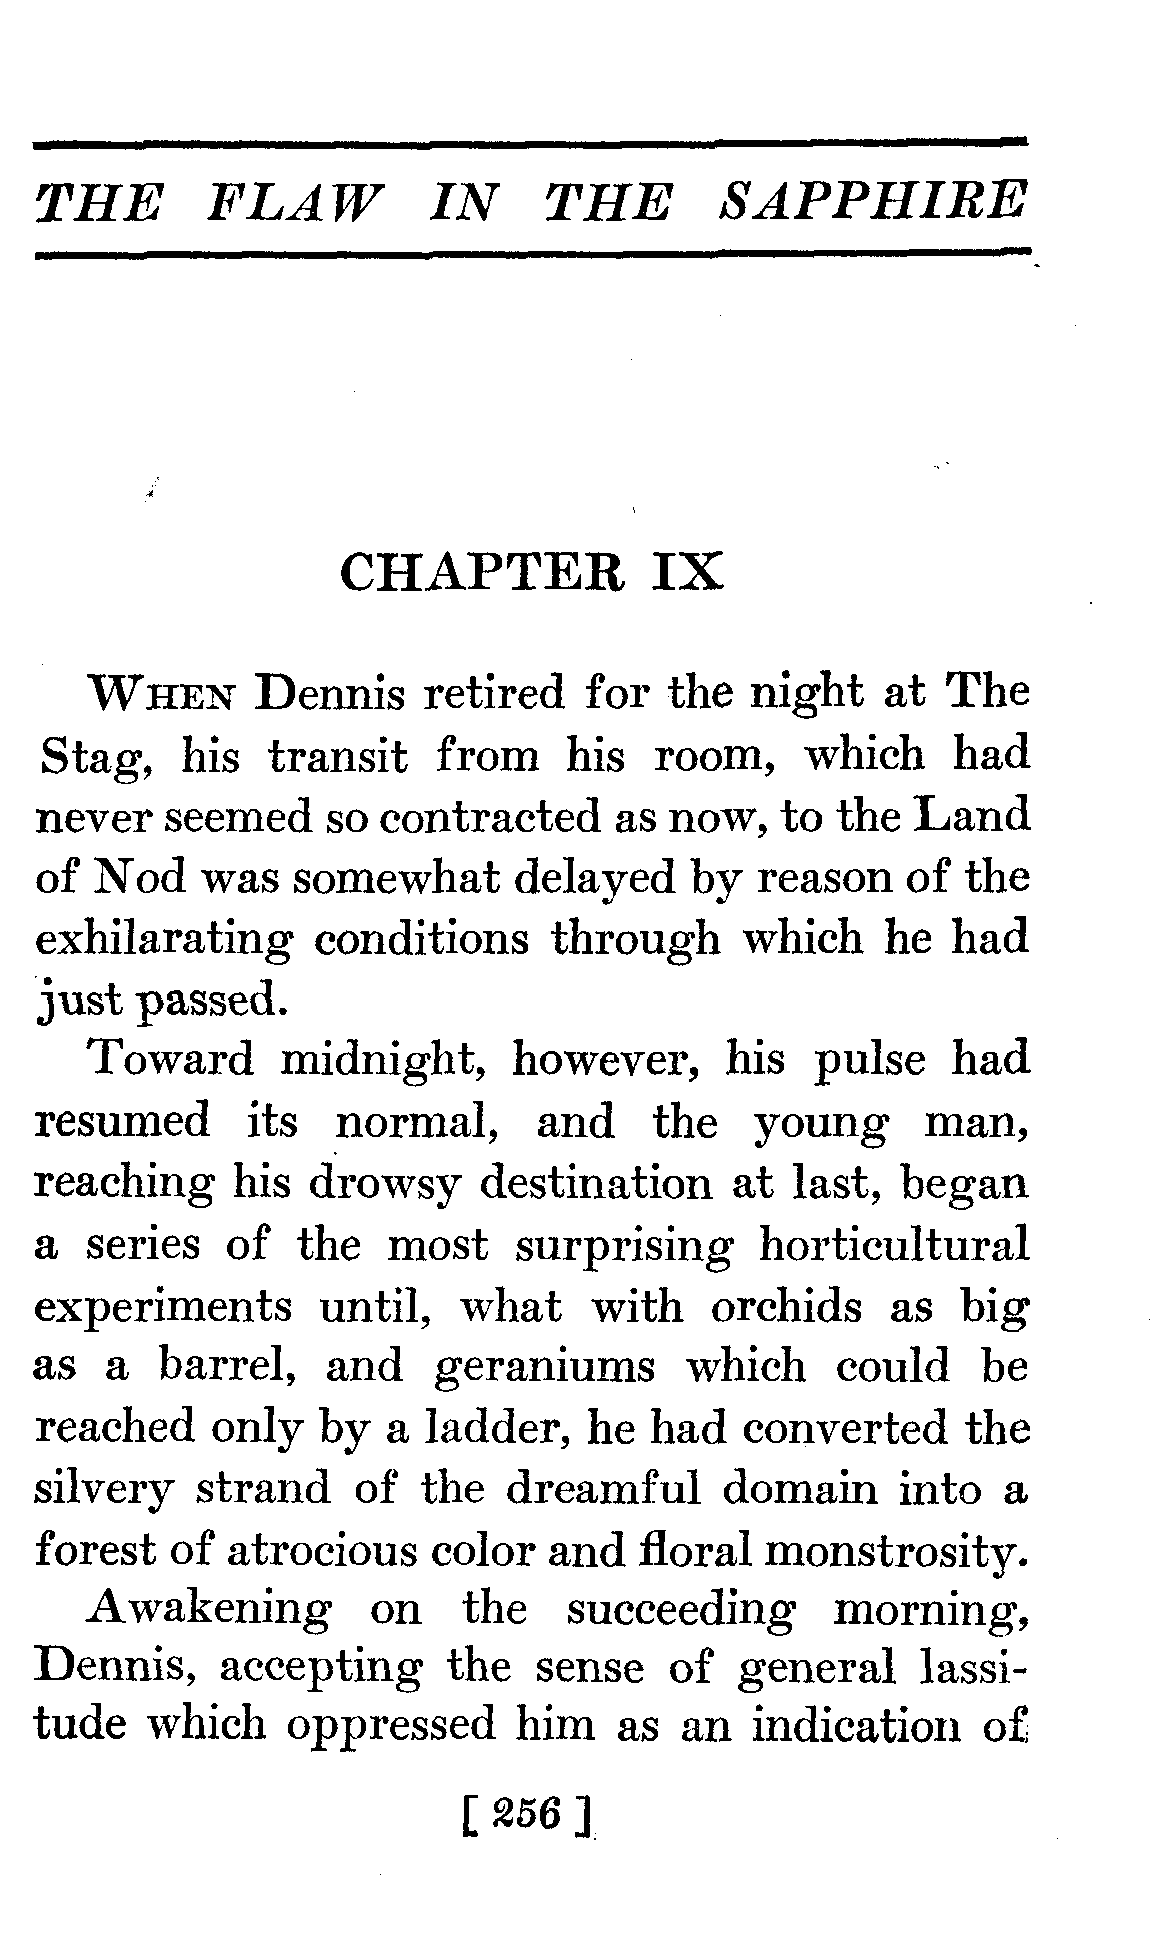 THE FLAW IN THE SAPPHIRE
CHAPTER IX
WHEN Dennis retired for the night at The
Stag, his transit from his room, which had
never seemed so contracted as now, to the Land
of Nod was somewhat delayed by reason of the
exhilarating conditions through which he had
just passed.
Toward midnight, however, his pulse had
resumed its normal, and the young man,
reaching his drowsy destination at last, began
a series of the most surprising horticultural
experiments until, what with orchids as big
as a barrel, and geraniums which could be
reached only by a ladder, he had converted the
silvery strand of the dreamful domain into a
forest of atrocious color and floral monstrosity.
Awakening on the succeeding morning,
Dennis, accepting the sense of general lassi-
tude which oppressed him as an indication of
[ 256 ]